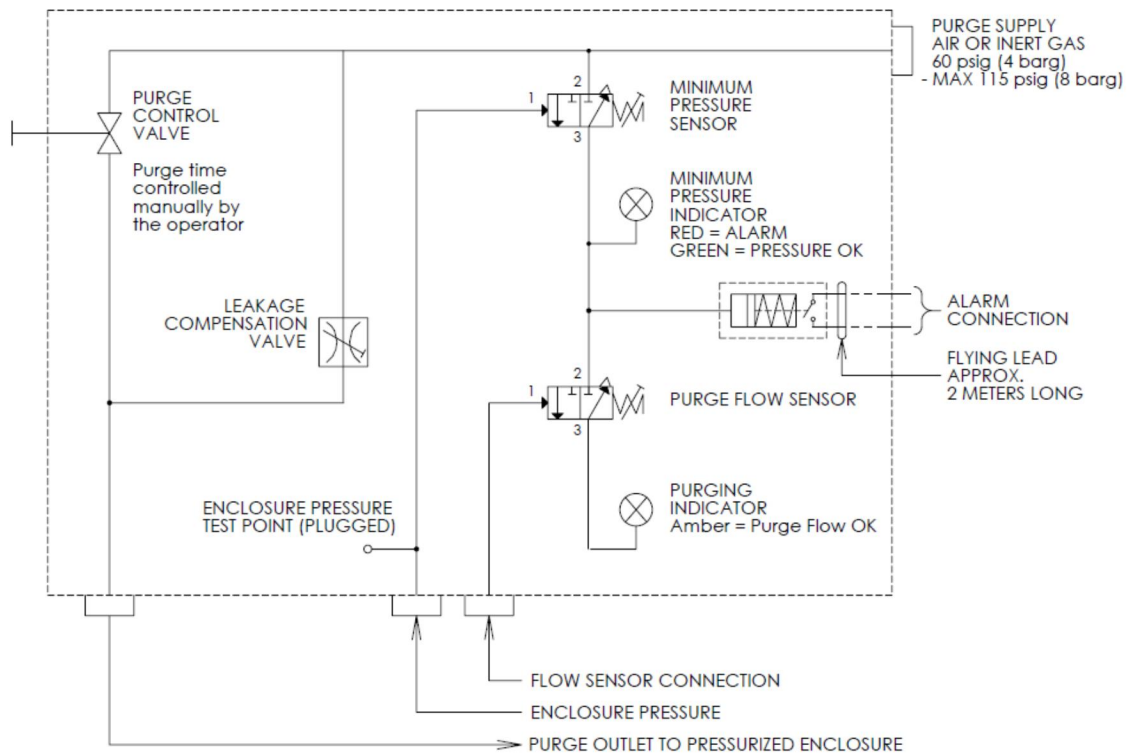 PURGE SUPPLY
AIR OR INERT GAS
60 psig (4 barg)
- MAX 115 psig (8 barg)
PURGE
CONTROL
VALVE
Purge time
controlled
manually by
the operator
2
1
3
MINIMUM
PRESSURE
SENSOR
MINIMUM
PRESSURE
INDICATOR
RED = ALARM
GREEN = PRESSURE OK
LEAKAGE
COMPENSATION
VALVE
ALARM
CONNECTION
FLYING LEAD
APPROX.
2 METERS LONG
2
1
3
PURGE FLOW SENSOR
ENCLOSURE PRESSURE
TEST POINT (PLUGGED)
PURGING
INDICATOR
Amber = Purge Flow OK
FLOW SENSOR CONNECTION
ENCLOSURE PRESSURE
PURGE OUTLET TO PRESSURIZED ENCLOSURE